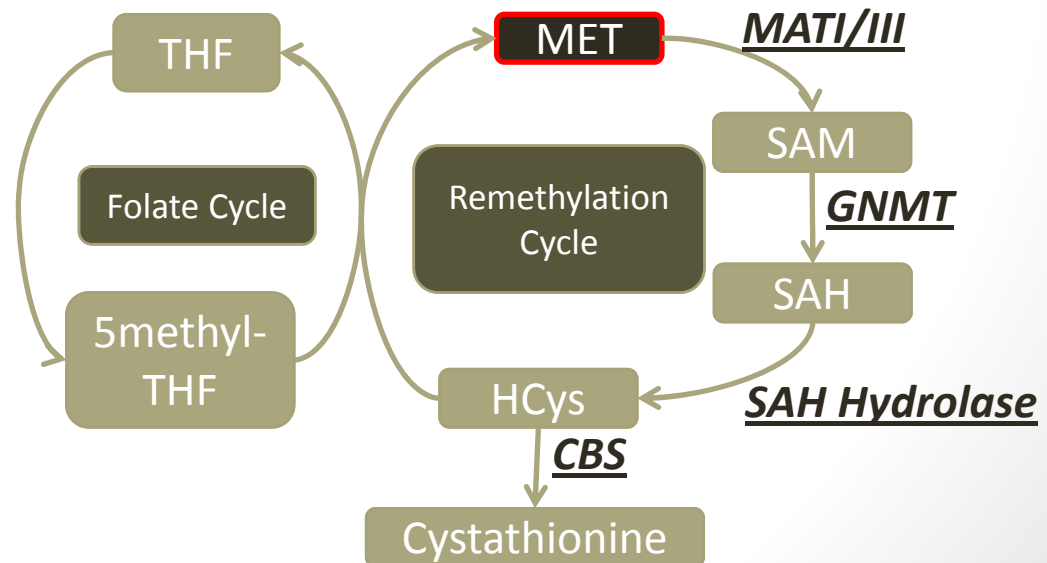 THF
MET
MATI/III
SAM
Folate Cycle
Remethylation
Cycle
GNMT
SAH
5methyl-
THF
HCys
SAH Hydrolase
CBS
Cystathionine